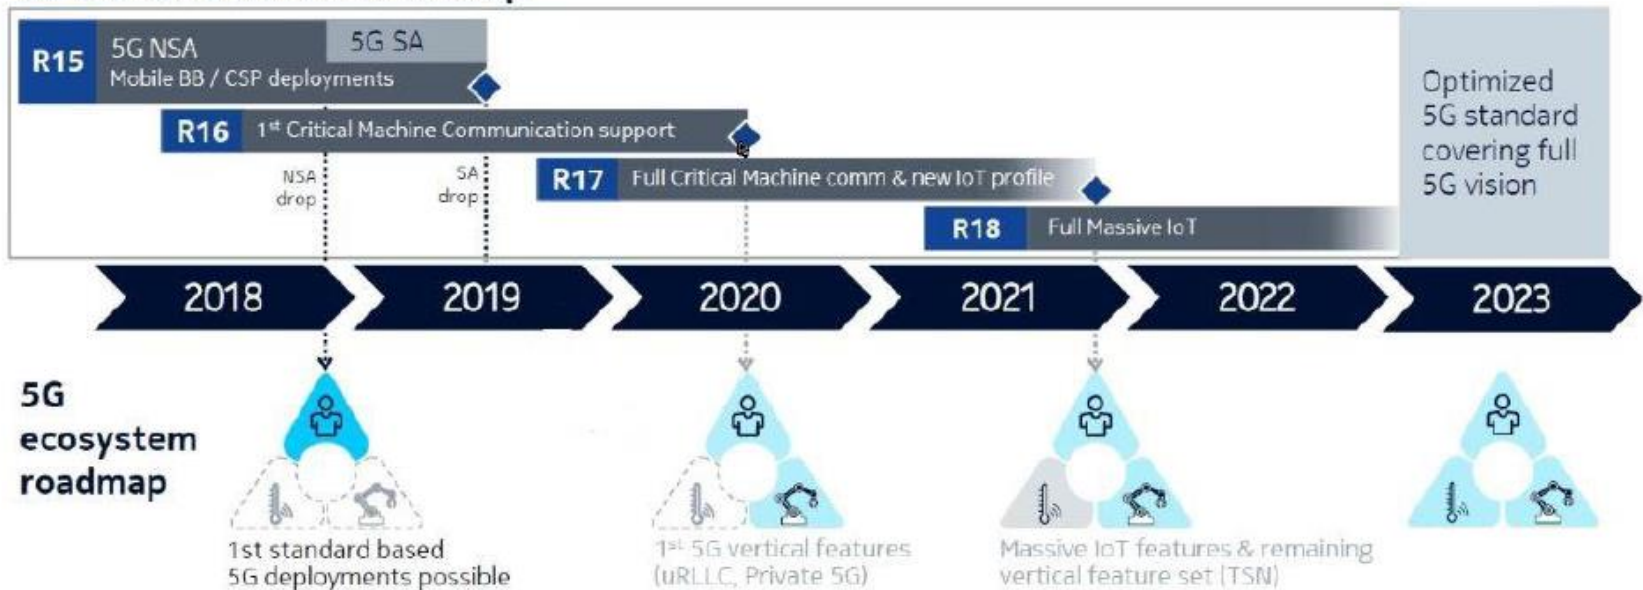 R15
5G NSA
5G SA
Mobile BB / CSP deployments
R16
1st Critical Machine Communication support
NSA
drop
SA
drop
R17
Full Critical Machine comm & new IoT profile
R18
Full Massive IoT
Optimized
5G standard
covering full
5G vision
2018
2019
2020
2021
2022
2023
5G
ecosystem
roadmap
1st standard based
5G deployments possible
1st 5G vertical features
(uRLLC, Private 5G)
Massive IoT features & remaining
vertical feature set (TSN)